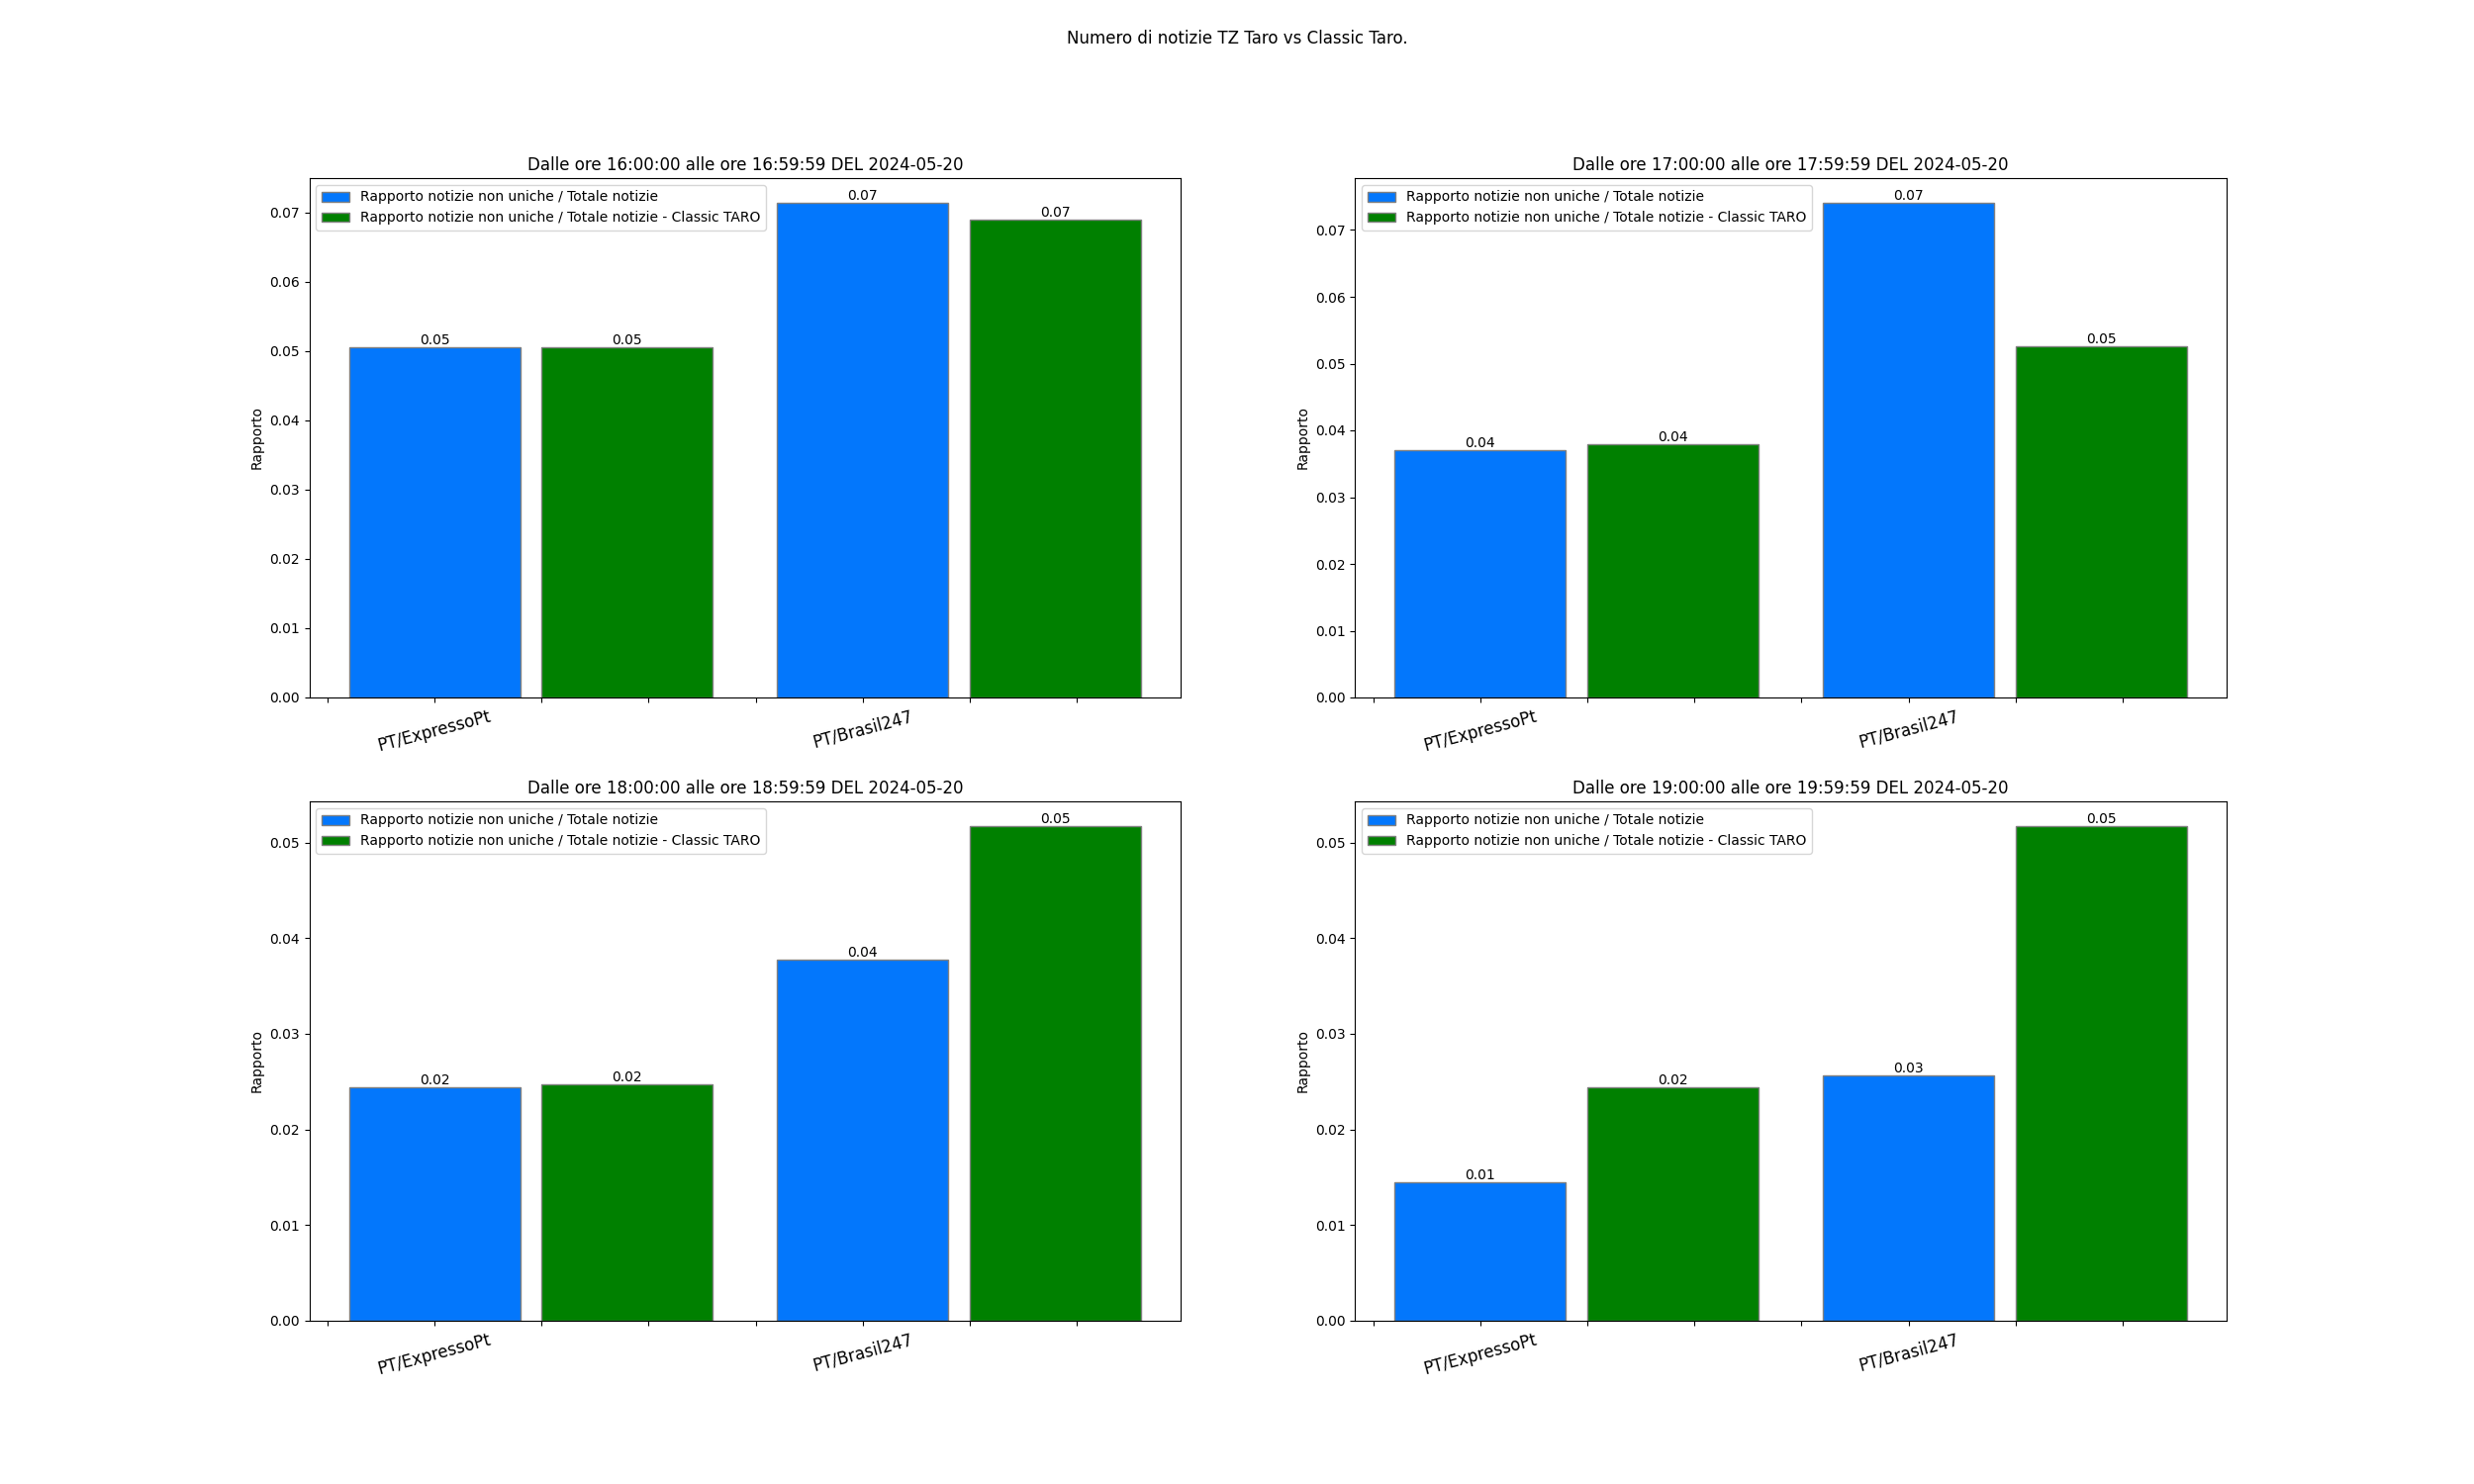 Numero di notizie TZ Taro vs Classic Taro.
Dalle ore 16:00:00 alle ore 16:59:59 DEL 2024-05-20
Rapporto notizie non uniche / Totale notizie
Rapporto notizie non uniche / Totale notizie - Classic TARO
0.07
0.06
0.05
0.04
0.03
0.02
0.01
0.00
Rapporto
0.05
0.05
0.07
0.07
PT/ExpressoPt
PT/Brasil247
Dalle ore 17:00:00 alle ore 17:59:59 DEL 2024-05-20
Rapporto notizie non uniche / Totale notizie
Rapporto notizie non uniche / Totale notizie - Classic TARO
0.07
0.06
0.05
0.04
0.03
0.02
0.01
0.00
Rapporto
0.04
0.04
0.07
0.05
PT/ExpressoPt
PT/Brasil247
Dalle ore 18:00:00 alle ore 18:59:59 DEL 2024-05-20
Rapporto notizie non uniche / Totale notizie
Rapporto notizie non uniche / Totale notizie - Classic TARO
0.05
0.04
0.03
0.02
0.01
0.00
Rapporto
0.02
0.02
0.04
0.05
PT/ExpressoPt
PT/Brasil247
Dalle ore 19:00:00 alle ore 19:59:59 DEL 2024-05-20
Rapporto notizie non uniche / Totale notizie
Rapporto notizie non uniche / Totale notizie - Classic TARO
0.05
0.04
0.03
0.02
0.01
0.00
Rapporto
0.01
0.02
0.03
0.05
PT/ExpressoPt
PT/Brasil247